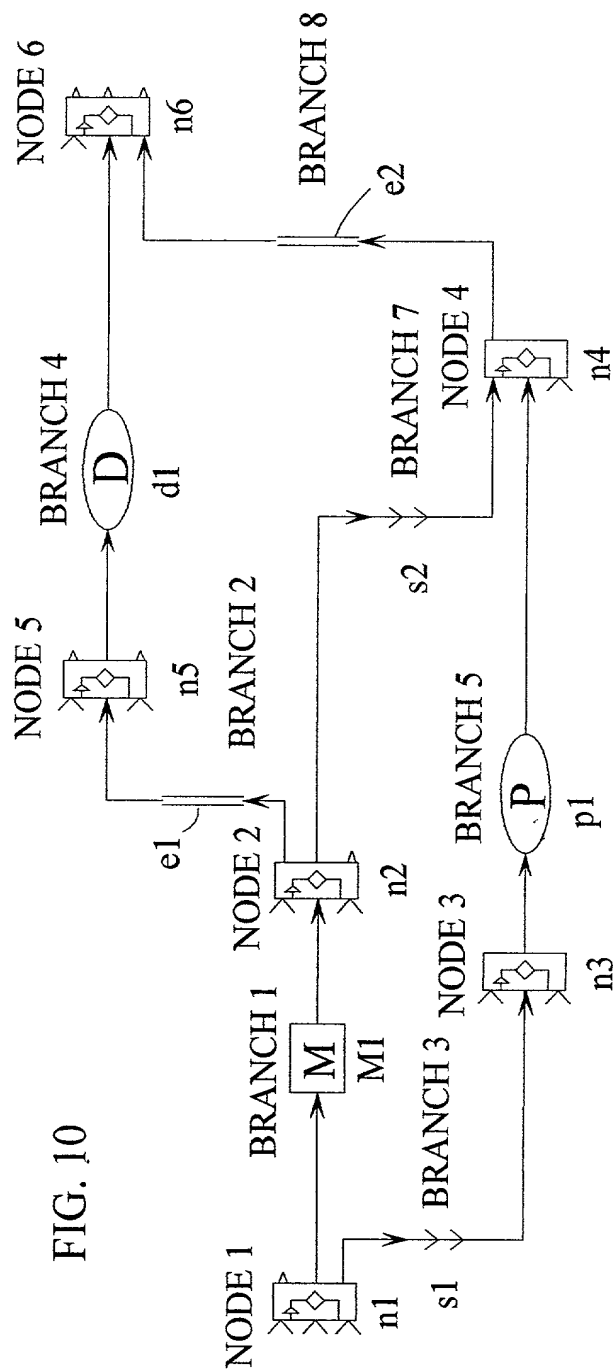 FIG. 10
NODE 1
n1
s1
BRANCH 1
M
M1
BRANCH 3
NODE 2
n2
e1
BRANCH 2
NODE 3
n3
NODE 5
n5
BRANCH 5
P
p1
s2
BRANCH 4
D
d1
BRANCH 7
NODE 4
n4
e2
BRANCH 8
NODE 6
n6